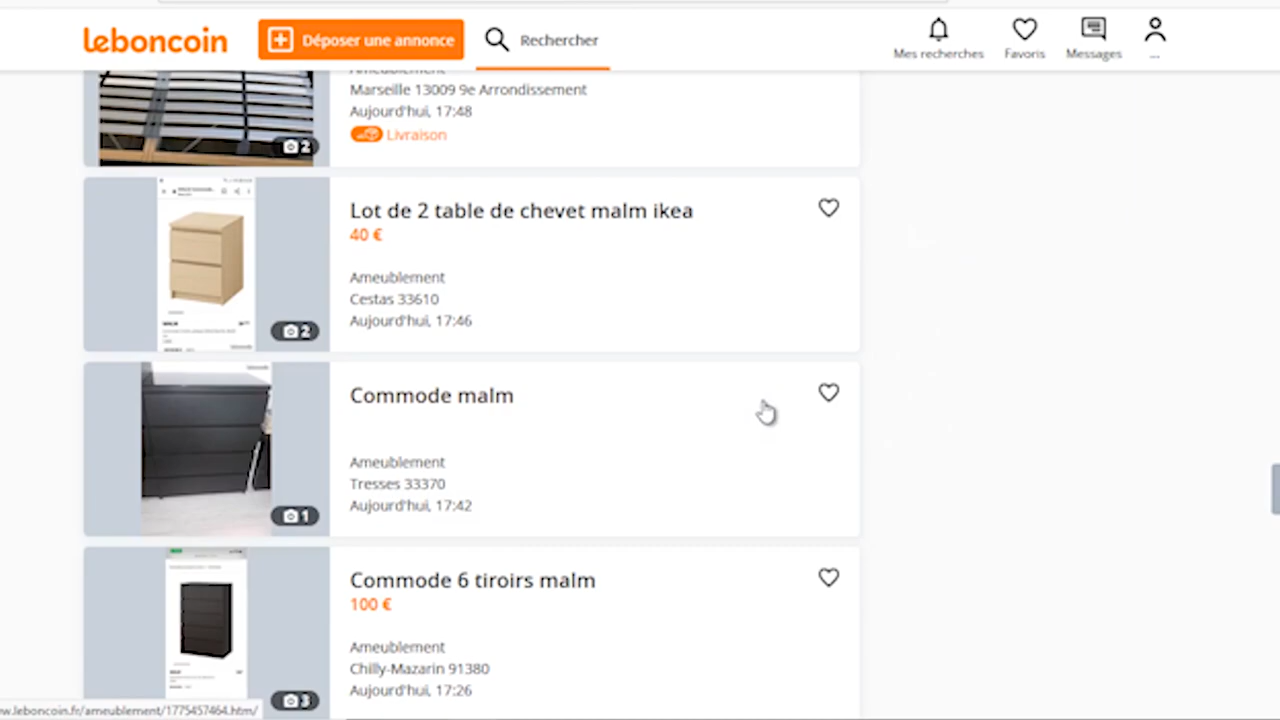 leboncoin
Déposer une annonce
Rechercher
Mes recherches
Favoris
Messages
...
Ameublement
Marseille 13009 9e Arrondissement
Aujourd'hui, 17:48
Livraison
2
Lot de 2 table de chevet malm ikea
40 €
Ameublement
Cestas 33610
Aujourd'hui, 17:46
2
Commode malm
Ameublement
Tresses 33370
Aujourd'hui, 17:42
1
Commode 6 tiroirs malm
100 €
Ameublement
Chilly-Mazarin 91380
Aujourd'hui, 17:26
3
w.leboncoin.fr/ameublement/1775457464.htm/